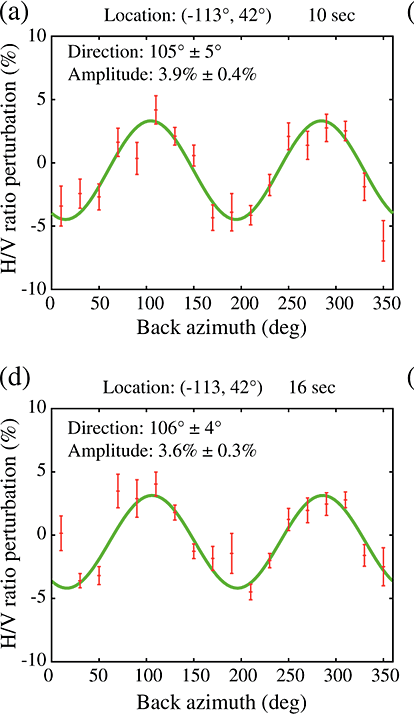 (a)
Location: (-113°, 42°) 10 sec
Direction: 105° ± 5°
Amplitude: 3.9% ± 0.4%
H/V ratio perturbation (%)
10
5
0
-5
-10
0 50 100 150 200 250 300 350
Back azimuth (deg)
(d)
Location: (-113, 42°) 16 sec
Direction: 106° ± 4°
Amplitude: 3.6% ± 0.3%
H/V ratio perturbation (%)
10
5
0
-5
-10
0 50 100 150 200 250 300 350
Back azimuth (deg)